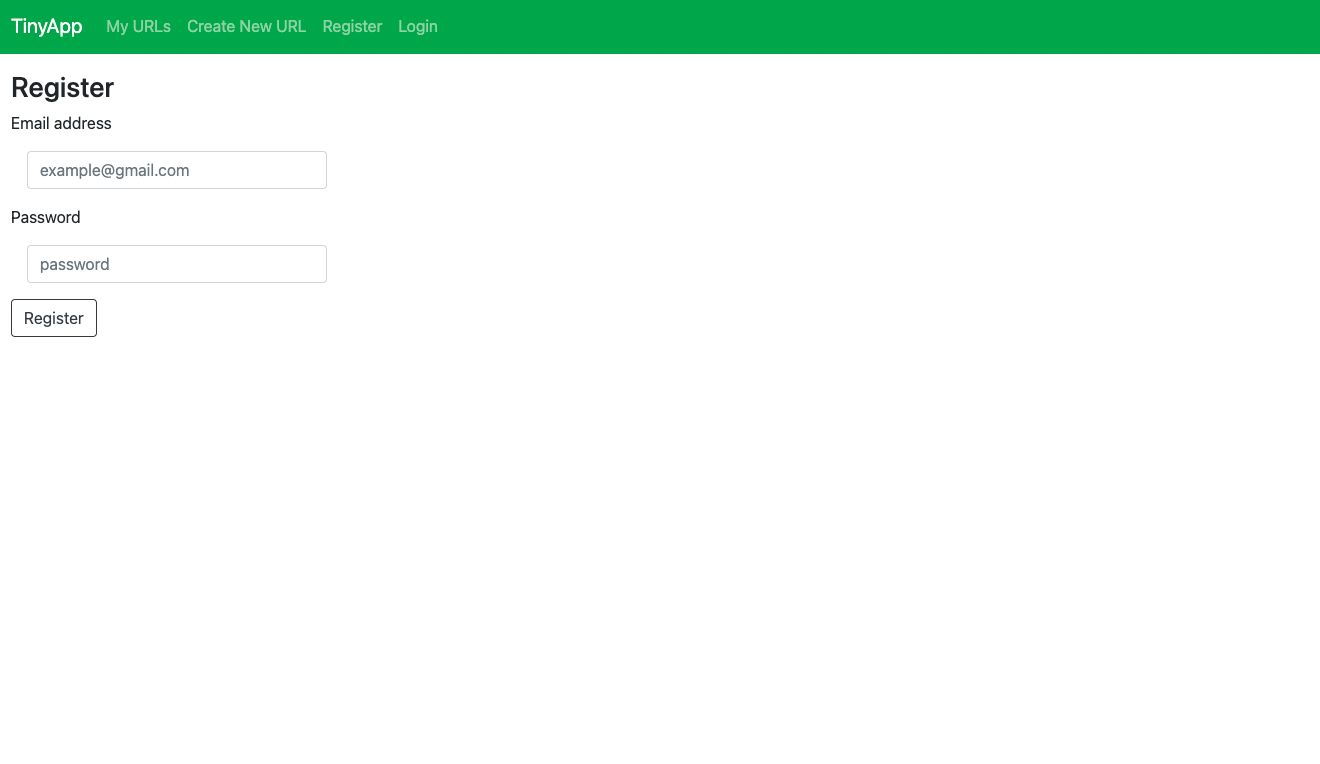 TinyApp My URLs Create New URL Register Login
Register
Email address
example@gmail.com
Password
password
Register